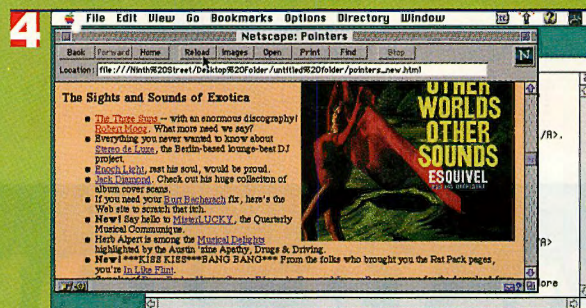 4
File Edit View Go Bookmarks Options Directory Window
Netscape: Pointers
Back Forward Home Reload Images Open Print Find Stop
Location: file:///Ninth%20Street/Desktop%20Folder/untitled%20folder/pointers_new.html
N
The Sights and Sounds of Exotica
The Three Suns -- with an enormous discography!
Robert Moog. What more need we say?
Everything you never wanted to know about
Stereo de Luxe, the Berlin-based lounge-beat DJ
project.
Enoch Light, rest his soul, would be proud.
Jack Diamond. Check out his huge colleciton of
album cover scans.
If you need your Burt Bacharach fix, here's the
Web site to scratch that itch.
New! Say hello to MisterLUCKY, the Quarterly
Musical Communique.
Herb Alpert is among the Musical Delights
highlighted by the Austin 'zine Apathy, Drugs & Driving.
New!***KISS KISS***BANG BANG*** From the folks who brought you the Rat Pack pages,
you're In Like Flint.
OTHER
WORLDS
OTHER
SOUNDS
ESQUIVEL
/A>.
/A>
ore